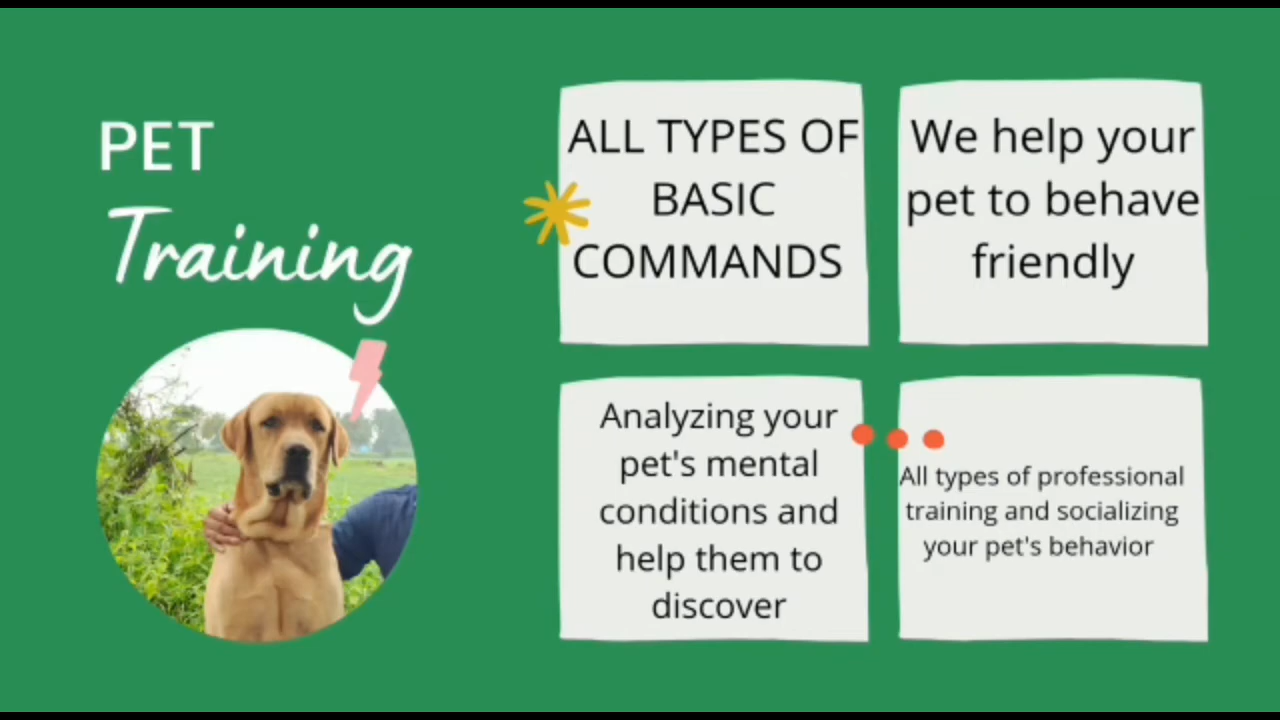 PET
Training
ALL TYPES OF
BASIC
COMMANDS
We help your
pet to behave
friendly
Analyzing your
pet's mental
conditions and
help them to
discover
All types of professional
training and socializing
your pet's behavior